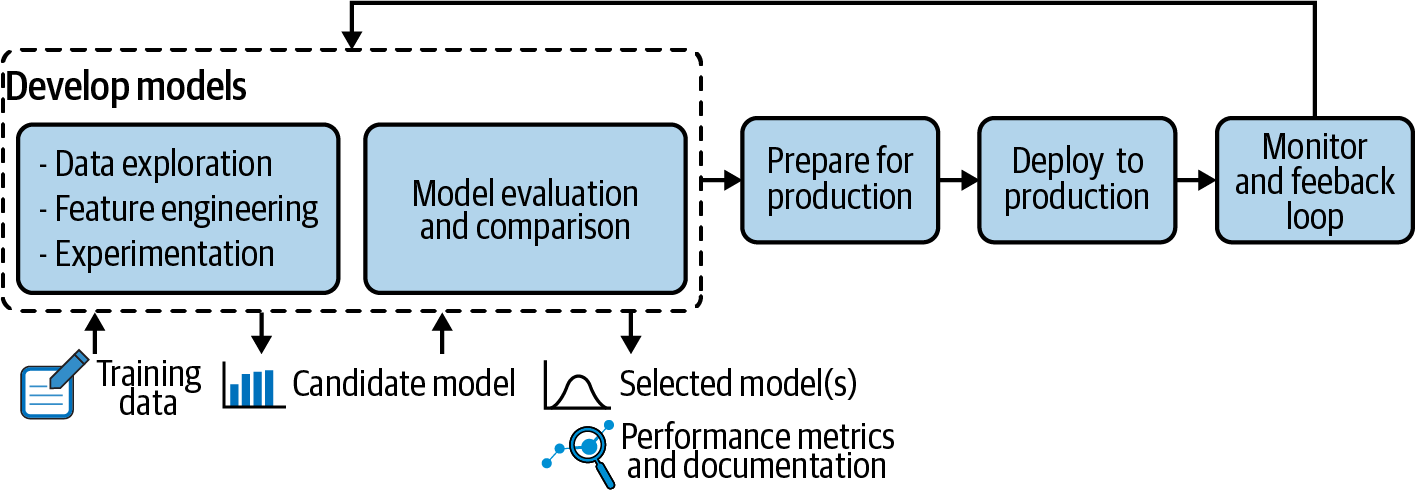 Develop models
- Data exploration
- Feature engineering
- Experimentation
Model evaluation
and comparison
Prepare for
production
Deploy to
production
Monitor
and feeback
loop
Training
data
Candidate model
Selected model(s)
Performance metrics
and documentation